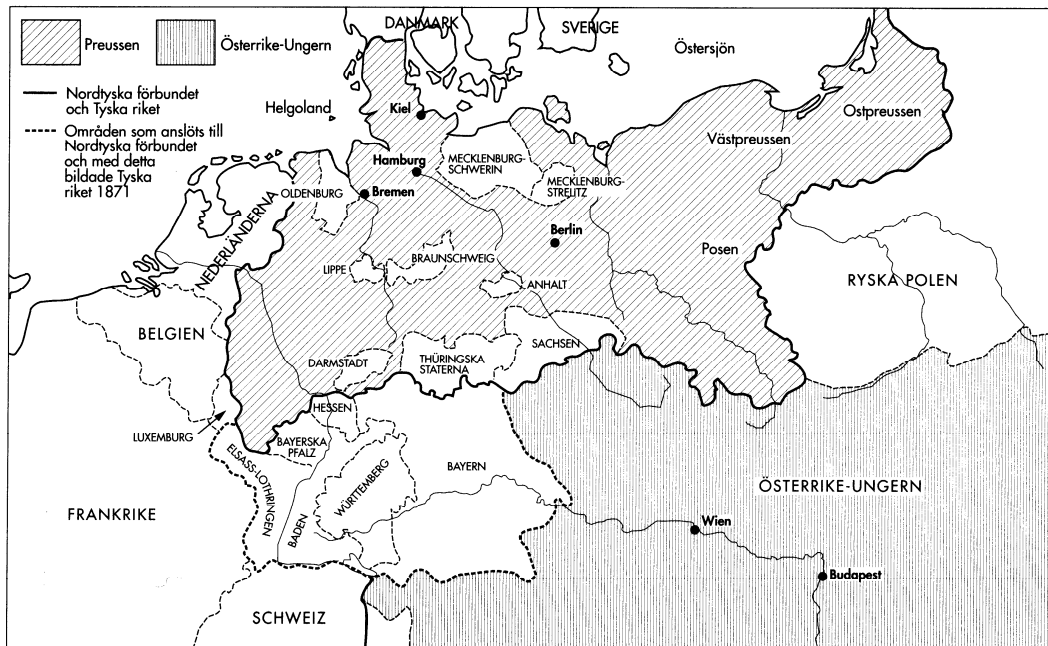 Preussen
Österrike-Ungern
Nordtyska förbundet
och Tyska riket
Områden som anslöts till
Nordtyska förbundet
och med detta
bildade Tyska
riket 1871
DANMARK
SVERIGE
Östersjön
Helgoland
Kiel
Ostpreussen
Västpreussen
Hamburg
MECKLENBURG-
SCHWERIN
MECKLENBURG-
STRELITZ
OLDENBURG
Bremen
NEDERLÄNDERNA
Berlin
Posen
LIPPE
BRAUNSCHWEIG
ANHALT
RYSKA POLEN
BELGIEN
DARMSTADT
THÜRINGSKA
STATERNA
SACHSEN
HESSEN
LUXEMBURG
BAYERSKA
PFALZ
ELSASS-LOTHRINGEN
WÜRTTEMBERG
BAYERN
BADEN
ÖSTERRIKE-UNGERN
FRANKRIKE
Wien
Budapest
SCHWEIZ